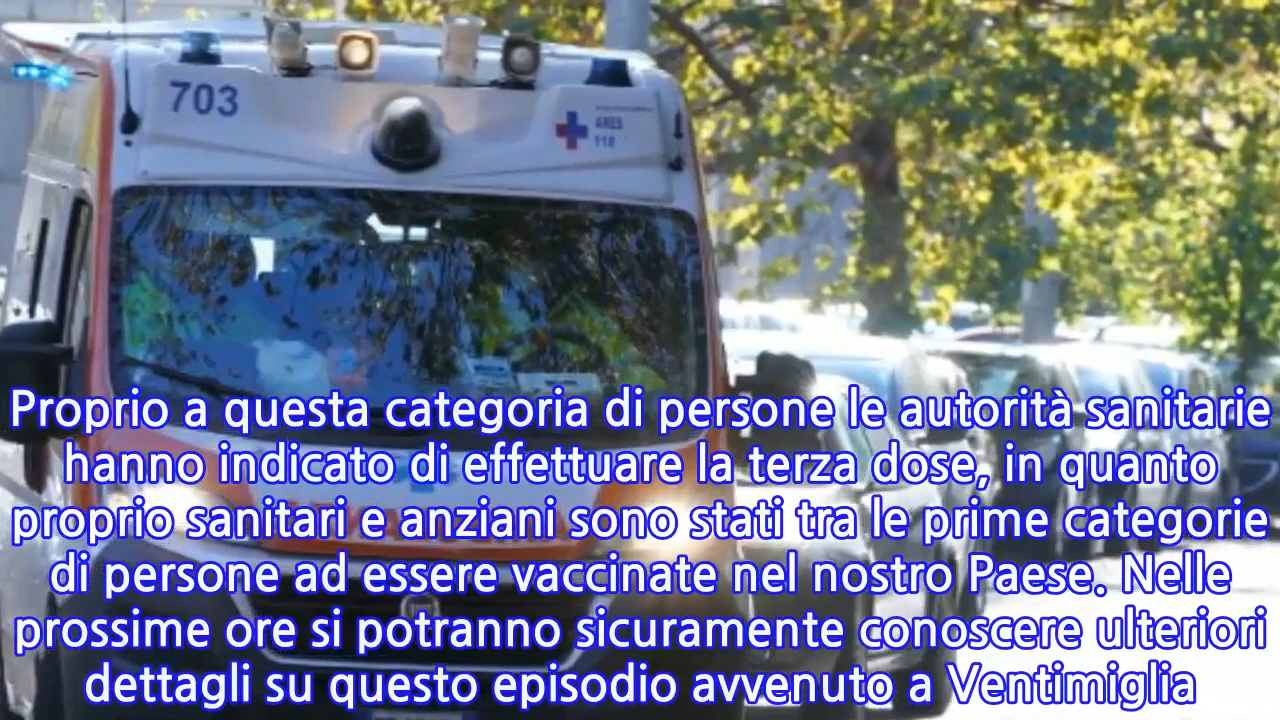 703
ARES
118
Proprio a questa categoria di persone le autorità sanitarie
hanno indicato di effettuare la terza dose, in quanto
proprio sanitari e anziani sono stati tra le prime categorie
di persone ad essere vaccinate nel nostro Paese. Nelle
prossime ore si potranno sicuramente conoscere ulteriori
dettagli su questo episodio avvenuto a Ventimiglia